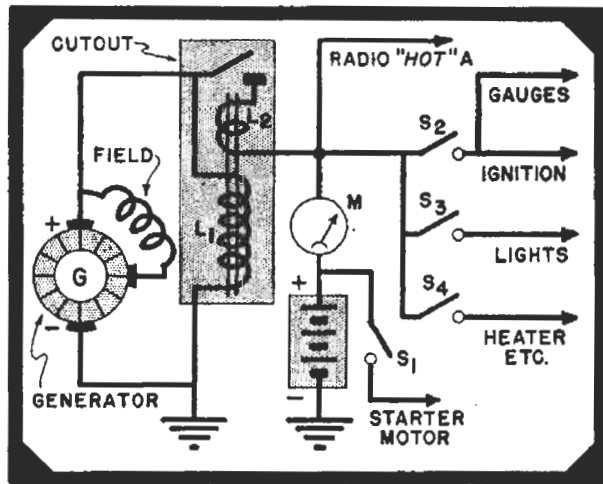 CUTOUT
RADIO "HOT" A
GAUGES
L2
S2
FIELD
IGNITION
M
+
L1
S3
G
LIGHTS
+
S4
-
HEATER
ETC.
S1
GENERATOR
-
STARTER
MOTOR